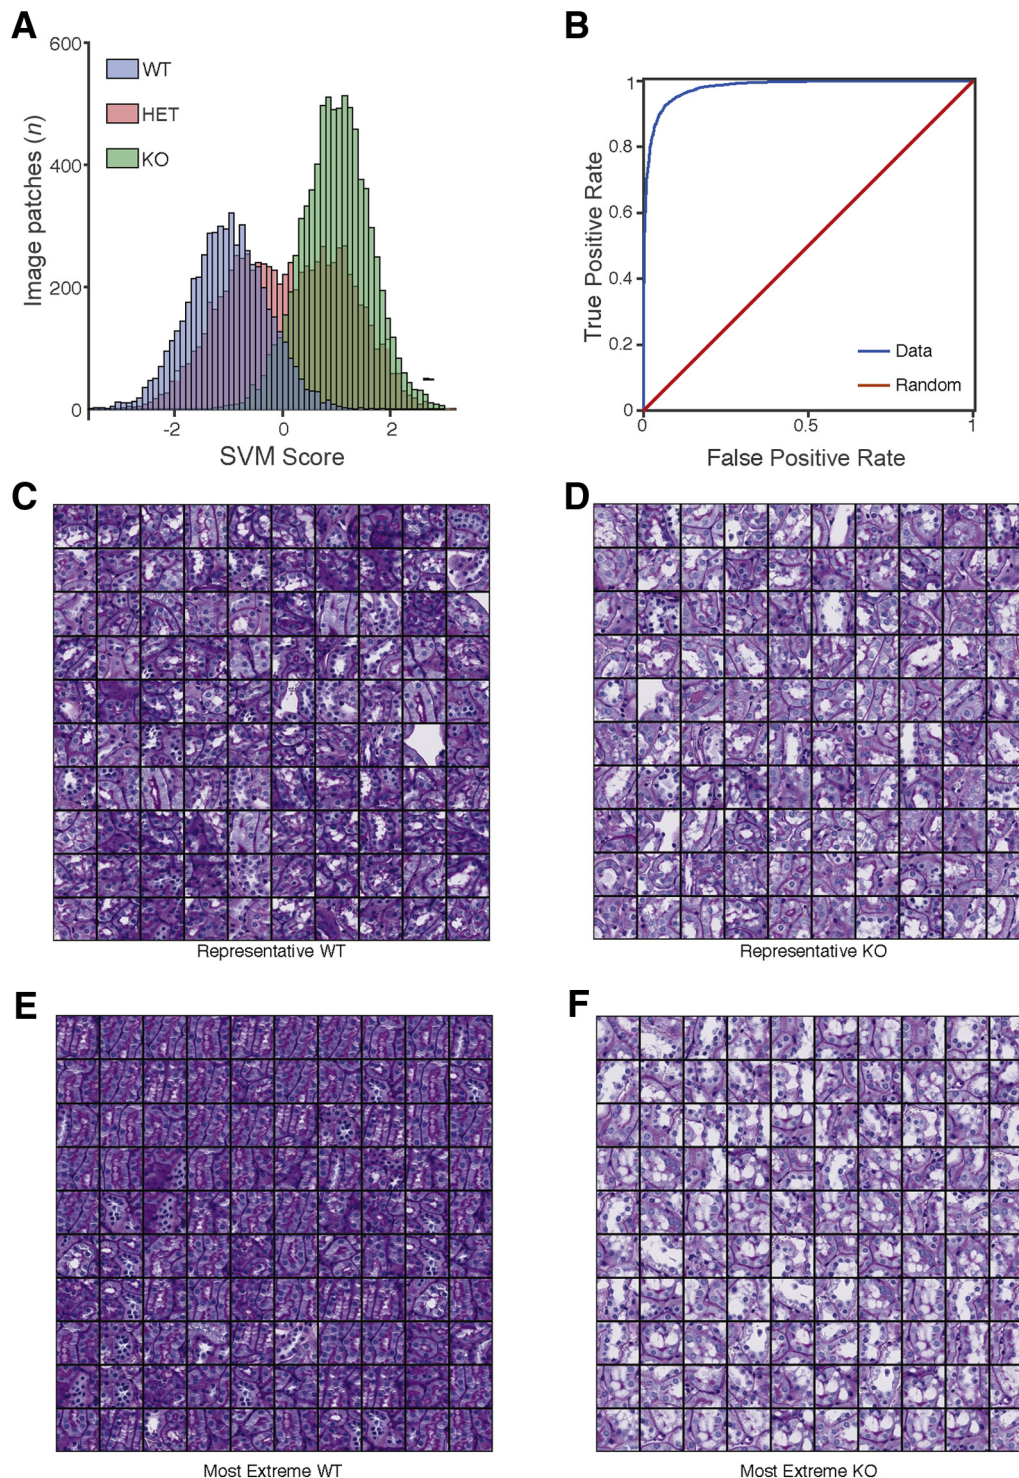 A
600
400
200
0
-2
0
2
WT
HET
KO
Image patches (n)
SVM Score
B
1
0.8
0.6
0.4
0.2
0
0
0.5
1
True Positive Rate
Data
Random
False Positive Rate
C
Representative WT
D
Representative KO
E
Most Extreme WT
F
Most Extreme KO